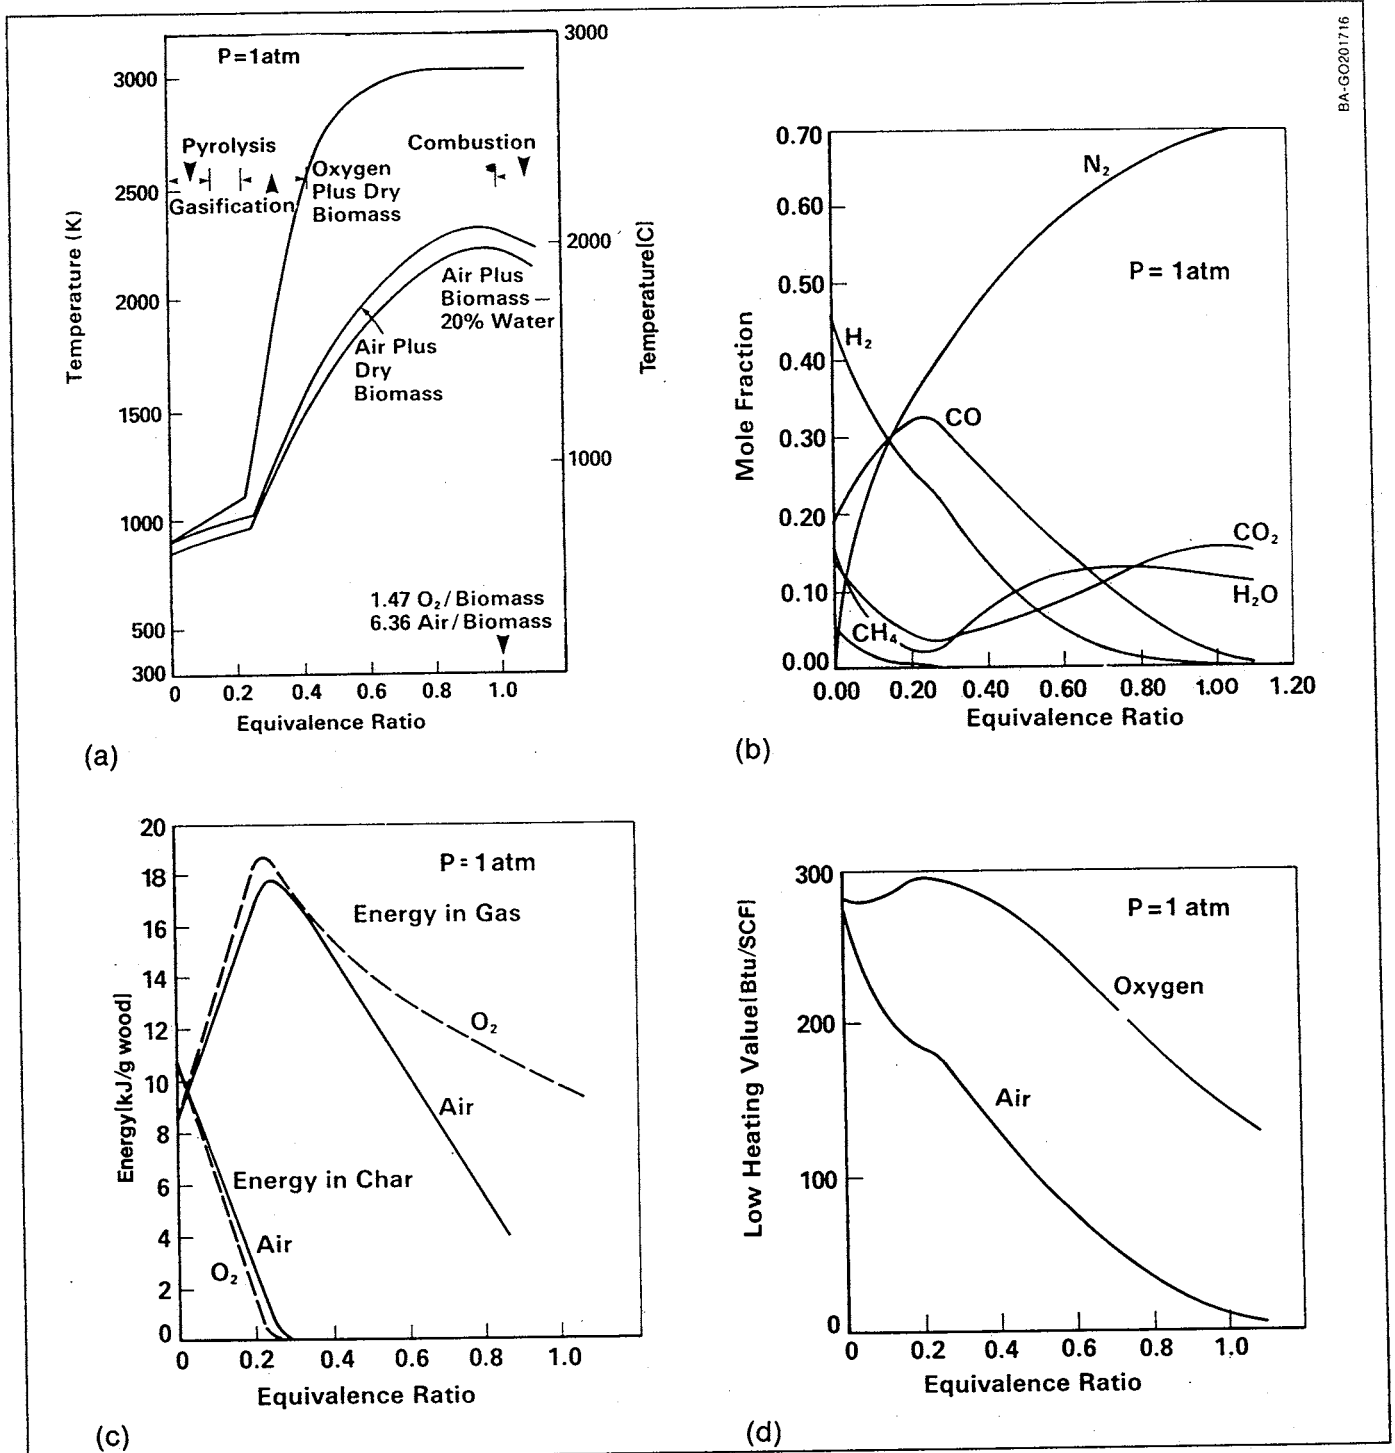 BA-GO201716
P=1atm
3000
2500
2000
1500
1000
500
300
Temperature (K)
3000
2000
1000
Temperature[C]
Pyrolysis
Gasification
Combustion
Oxygen
Plus Dry
Biomass
Air Plus
Biomass —
20% Water
Air Plus
Dry
Biomass
1.47 O₂/Biomass
6.36 Air/Biomass
0 0.2 0.4 0.6 0.8 1.0
Equivalence Ratio
(a)
0.70
0.60
0.50
0.40
0.30
0.20
0.10
0.00
Mole Fraction
N₂
P= 1atm
H₂
CO
CO₂
H₂O
CH₄
0.00 0.20 0.40 0.60 0.80 1.00 1.20
Equivalence Ratio
(b)
20
18
16
14
12
10
8
6
4
2
0
Energy[kJ/g wood]
P=1atm
Energy in Gas
O₂
Air
Energy in Char
Air
O₂
0 0.2 0.4 0.6 0.8 1.0
Equivalence Ratio
(c)
300
200
100
0
Low Heating Value[Btu/SCF]
P=1 atm
Oxygen
Air
0 0.2 0.4 0.6 0.8 1.0
Equivalence Ratio
(d)